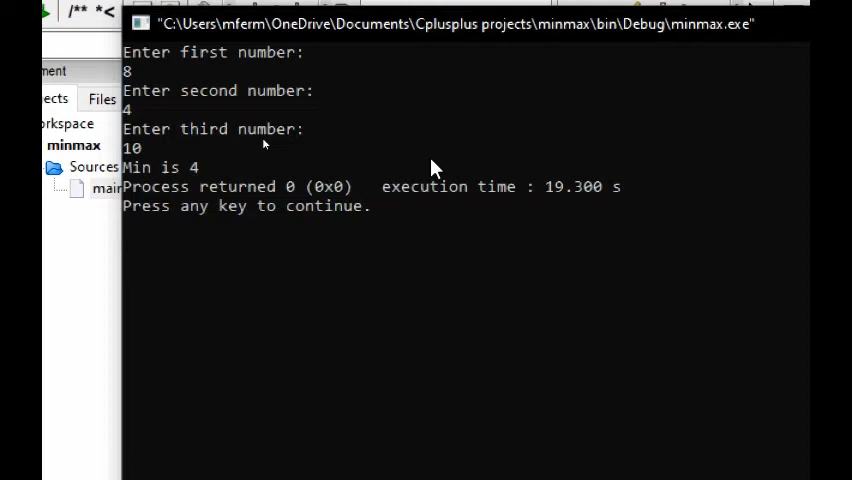 /** *<
"C:\Users\mferm\OneDrive\Documents\Cplusplus projects\minmax\bin\Debug\minmax.exe"
Enter first number:
8
ment
Enter second number:
ects
Files
4
orkspace
Enter third number:
minmax
10
Sources
Min is 4
main
Process returned 0 (0x0)   execution time : 19.300 s
Press any key to continue.